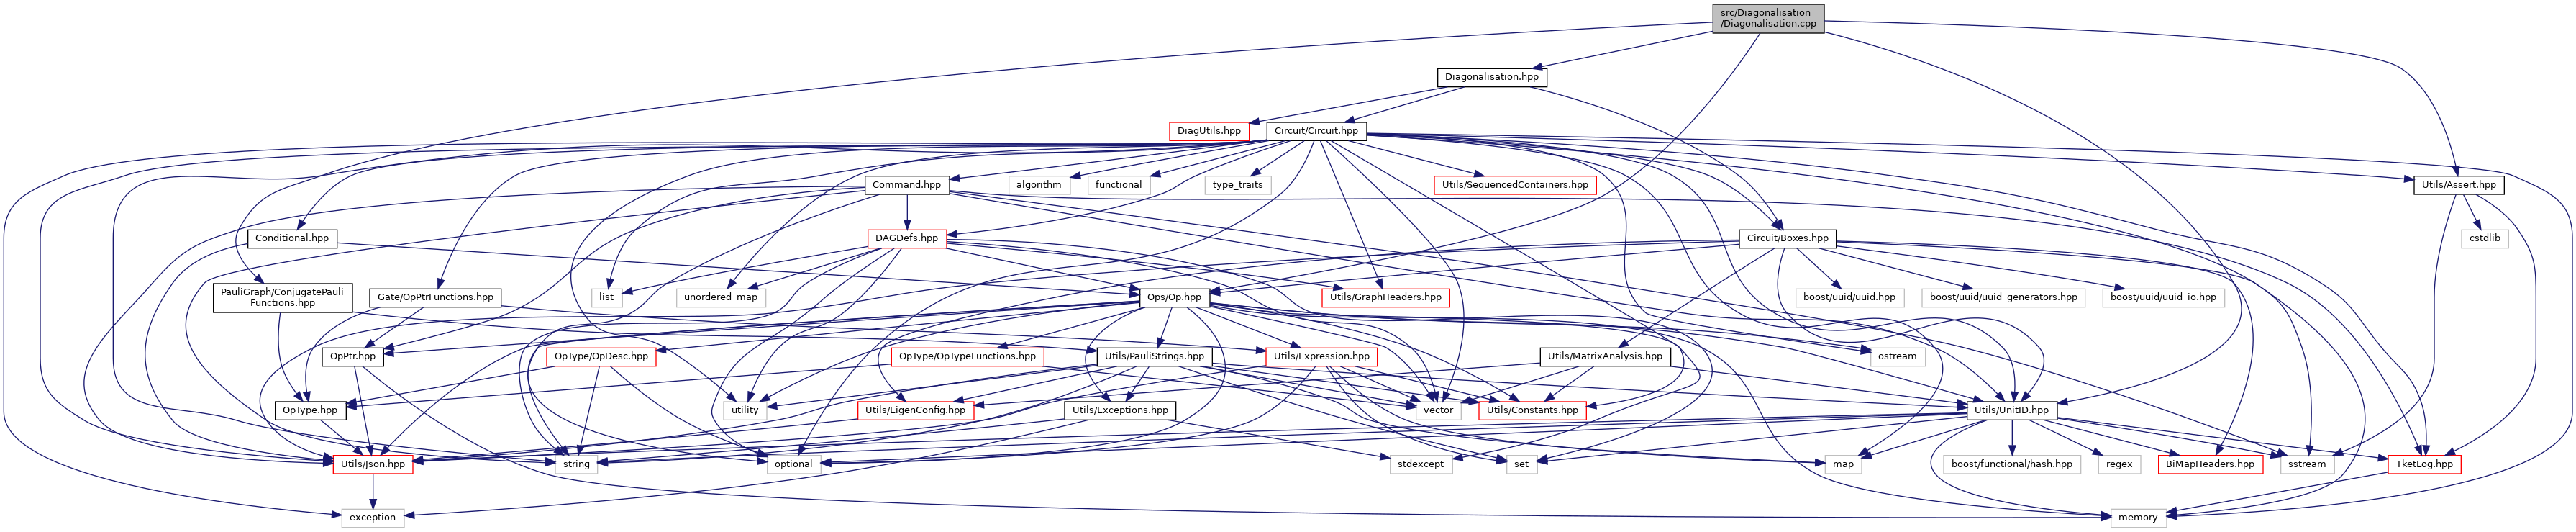 src/Diagonalisation
/Diagonalisation.cpp
Diagonalisation.hpp
DiagUtils.hpp
Circuit/Circuit.hpp
Command.hpp
algorithm
functional
type_traits
Utils/SequencedContainers.hpp
Utils/Assert.hpp
Conditional.hpp
DAGDefs.hpp
Circuit/Boxes.hpp
cstdlib
PauliGraph/ConjugatePauli
Functions.hpp
Gate/OpPtrFunctions.hpp
list
unordered_map
Ops/Op.hpp
Utils/GraphHeaders.hpp
boost/uuid/uuid.hpp
boost/uuid/uuid_generators.hpp
boost/uuid/uuid_io.hpp
OpPtr.hpp
OpType/OpDesc.hpp
OpType/OpTypeFunctions.hpp
Utils/PauliStrings.hpp
Utils/Expression.hpp
Utils/MatrixAnalysis.hpp
ostream
OpType.hpp
utility
Utils/EigenConfig.hpp
Utils/Exceptions.hpp
vector
Utils/Constants.hpp
Utils/UnitID.hpp
Utils/Json.hpp
string
optional
stdexcept
set
map
boost/functional/hash.hpp
regex
BiMapHeaders.hpp
sstream
TketLog.hpp
exception
memory